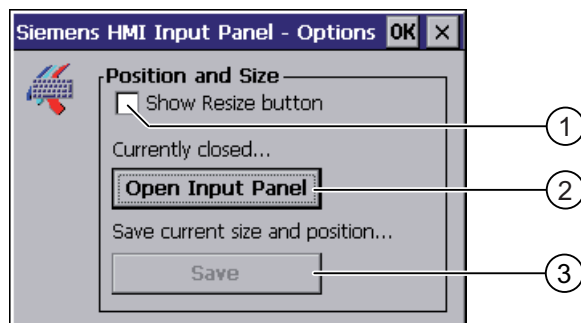 Siemens HMI Input Panel - Options OK ×
Position and Size
Show Resize button
1
Currently closed...
Open Input Panel
2
Save current size and position...
Save
3